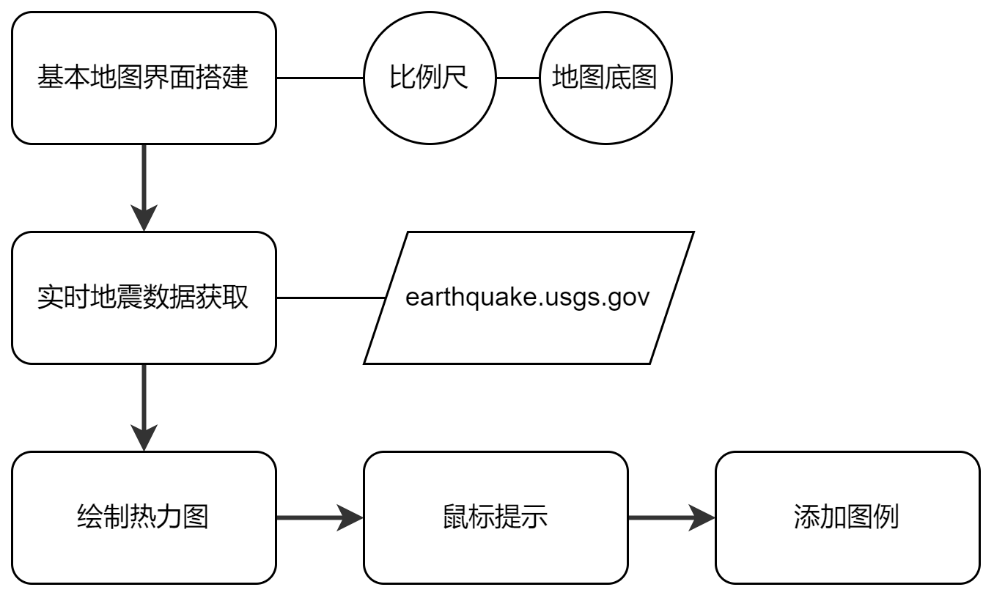 基本地图界面搭建
比例尺
地图底图
实时地震数据获取
earthquake.usgs.gov
绘制热力图
鼠标提示
添加图例